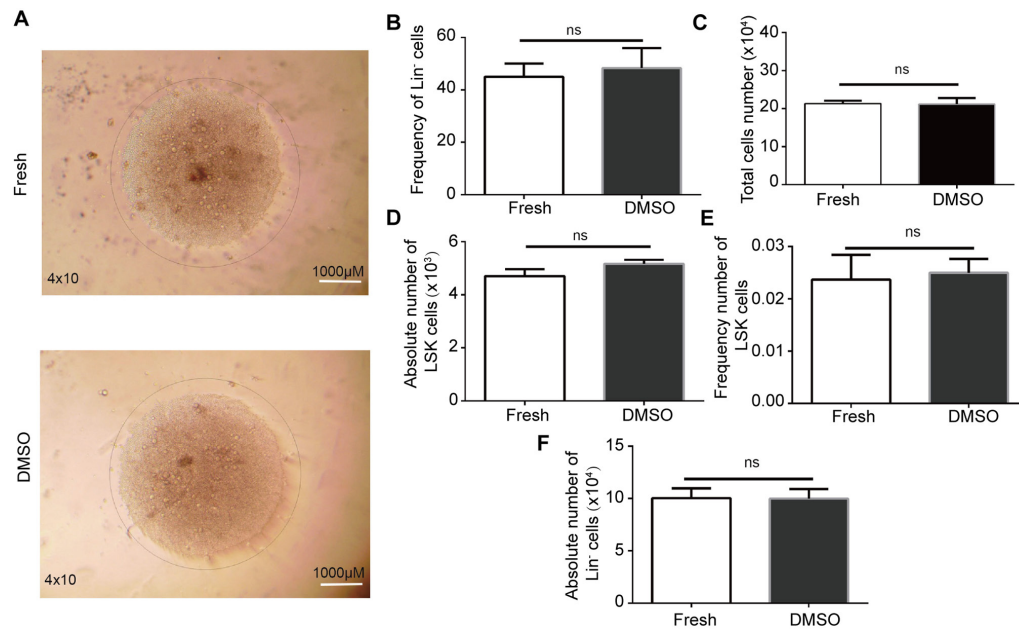 A
Fresh
4x10
1000µM
DMSO
4x10
1000µM
B
Frequency of Lin⁻ cells
60
40
20
0
ns
Fresh
DMSO
C
Total cells number (x10⁴)
40
30
20
10
0
ns
Fresh
DMSO
D
Absolute number of
LSK cells (x10³)
6
4
2
0
ns
Fresh
DMSO
E
Frequency number of
LSK cells
0.03
0.02
0.01
0.00
ns
Fresh
DMSO
F
Absolute number of
Lin⁻ cells (x10⁴)
15
10
5
0
ns
Fresh
DMSO